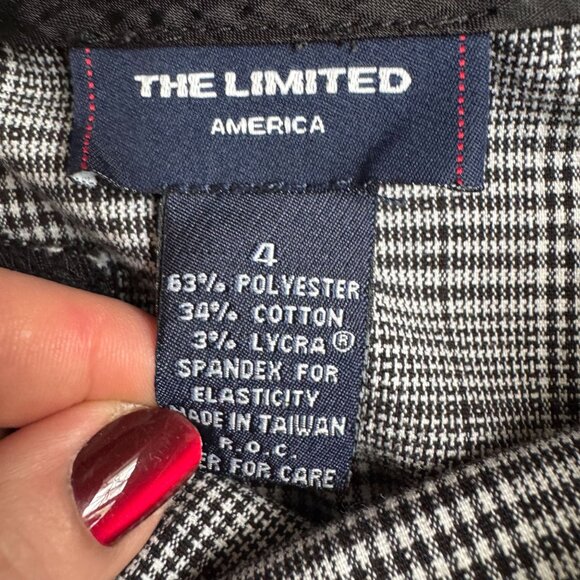 THE LIMITED
AMERICA
4
63% POLYESTER
34% COTTON
3% LYCRA®
SPANDEX FOR
ELASTICITY
MADE IN TAIWAN
R.O.C.
FOR CARE